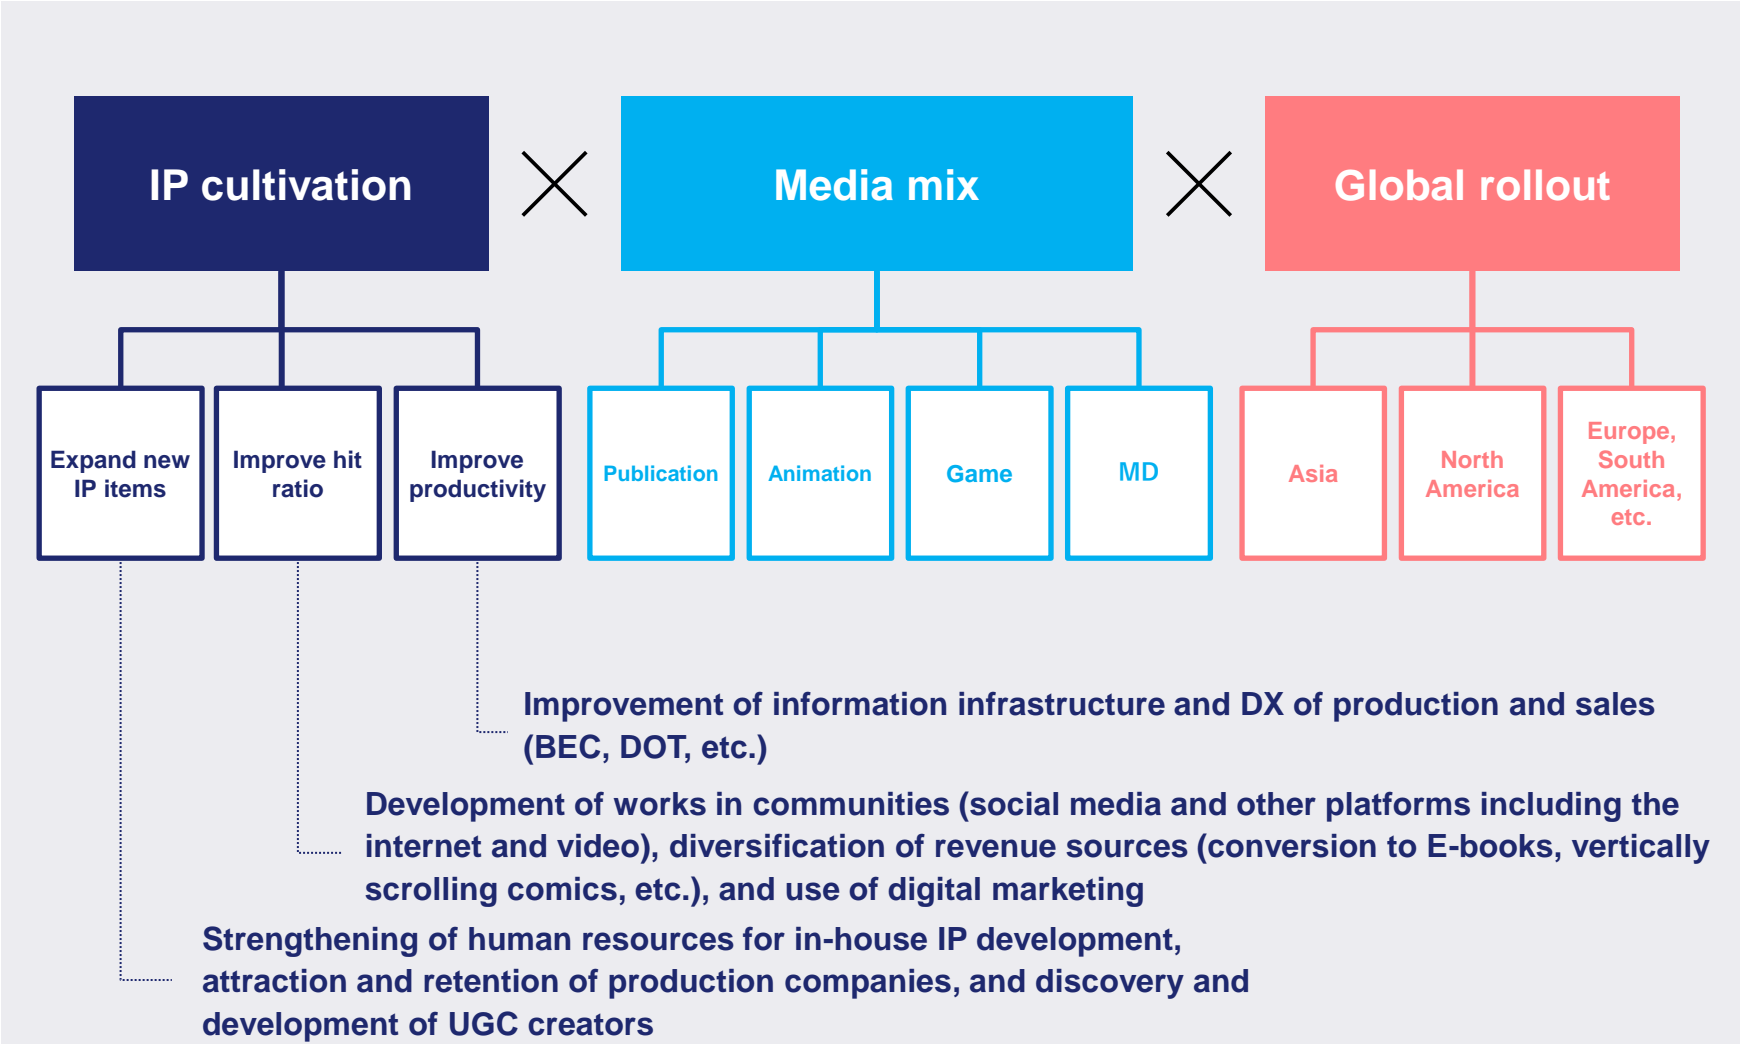 IP cultivation
Media mix
Global rollout
Expand new
IP items
Improve hit
ratio
Improve
productivity
Publication
Animation
Game
MD
Asia
North
America
Europe,
South
America,
etc.
Improvement of information infrastructure and DX of production and sales
(BEC, DOT, etc.)
Development of works in communities (social media and other platforms including the
internet and video), diversification of revenue sources (conversion to E-books, vertically
scrolling comics, etc.), and use of digital marketing
Strengthening of human resources for in-house IP development,
attraction and retention of production companies, and discovery and
development of UGC creators